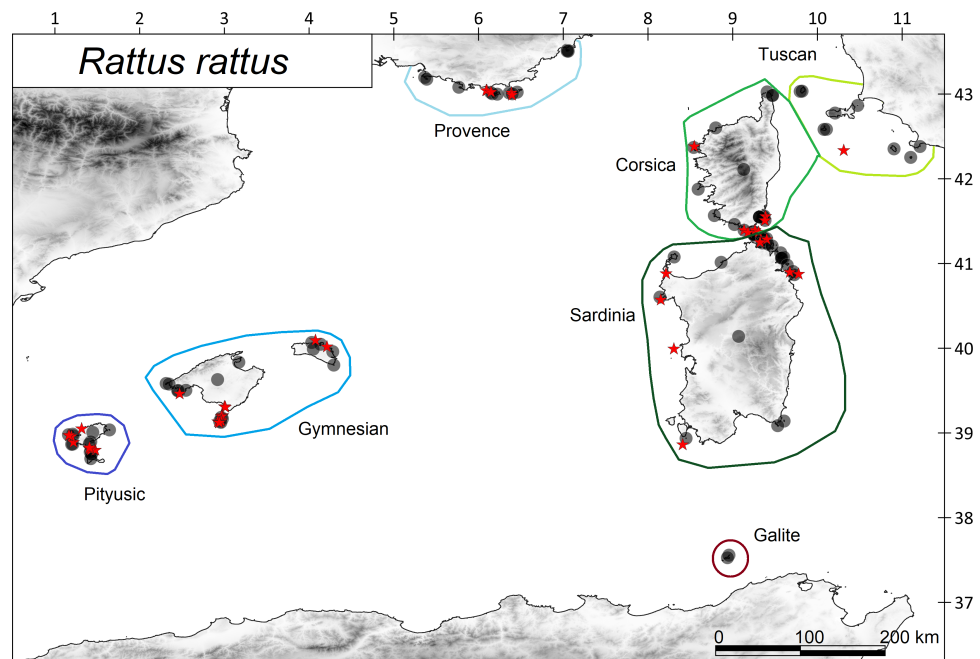 1 2 3 4 5 6 7 8 9 10 11
Rattus rattus
Tuscan
43
Provence
Corsica
42
41
Sardinia
40
Gymnesian
39
Pityusic
38
Galite
37
0 100 200 km